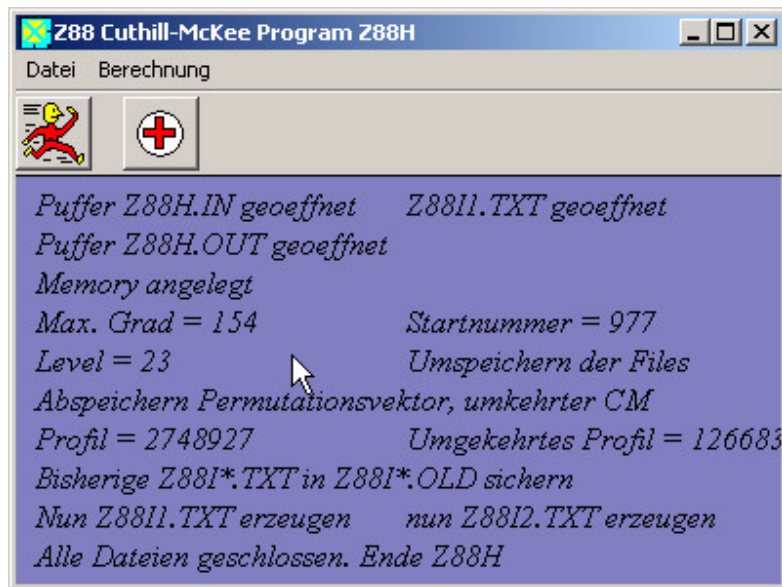 Z88 Cuthill-McKee Program Z88H
Datei Berechnung
Puffer Z88H.IN geoeffnet Z88I1.TXT geoeffnet
Puffer Z88H.OUT geoeffnet
Memory angelegt
Max. Grad = 154 Startnummer = 977
Level = 23 Umspeichern der Files
Abspeichern Permutationsvektor, umkehrter CM
Profil = 2748927 Umgekehrtes Profil = 126683
Bisherige Z88I*.TXT in Z88I*.OLD sichern
Nun Z88I1.TXT erzeugen nun Z88I2.TXT erzeugen
Alle Dateien geschlossen. Ende Z88H